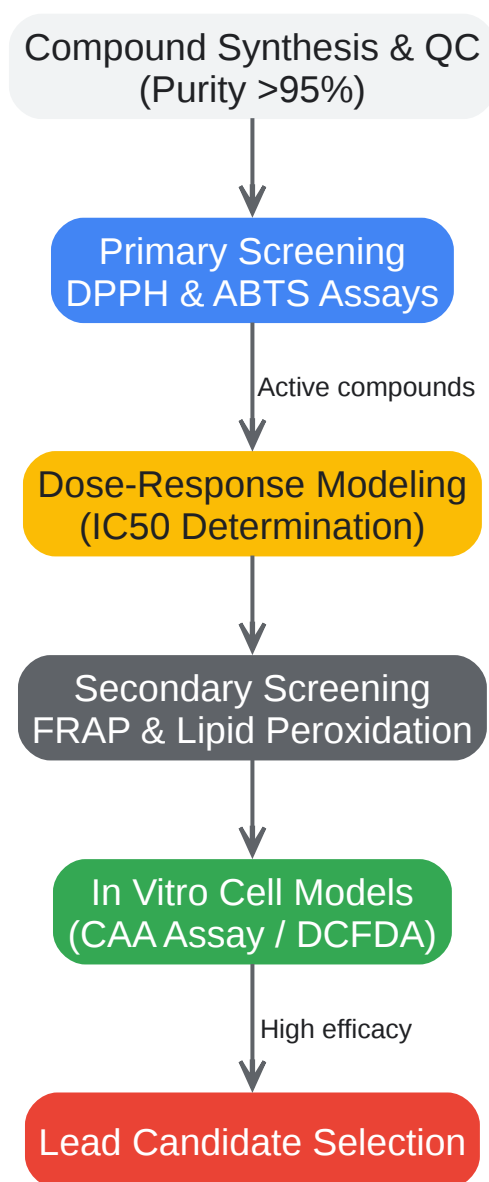 Compound Synthesis & QC
(Purity >95%)
Primary Screening
DPPH & ABTS Assays
Active compounds
Dose-Response Modeling
(IC50 Determination)
Secondary Screening
FRAP & Lipid Peroxidation
In Vitro Cell Models
(CAA Assay / DCFDA)
High efficacy
Lead Candidate Selection